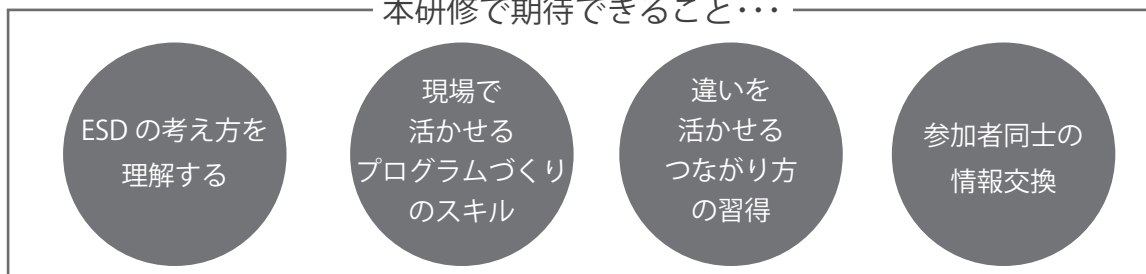 本研修で期待できること･･･
ESD の考え方を
理解する
現場で
活かせる
プログラムづくり
のスキル
違いを
活かせる
つながり方
の習得
参加者同士の
情報交換